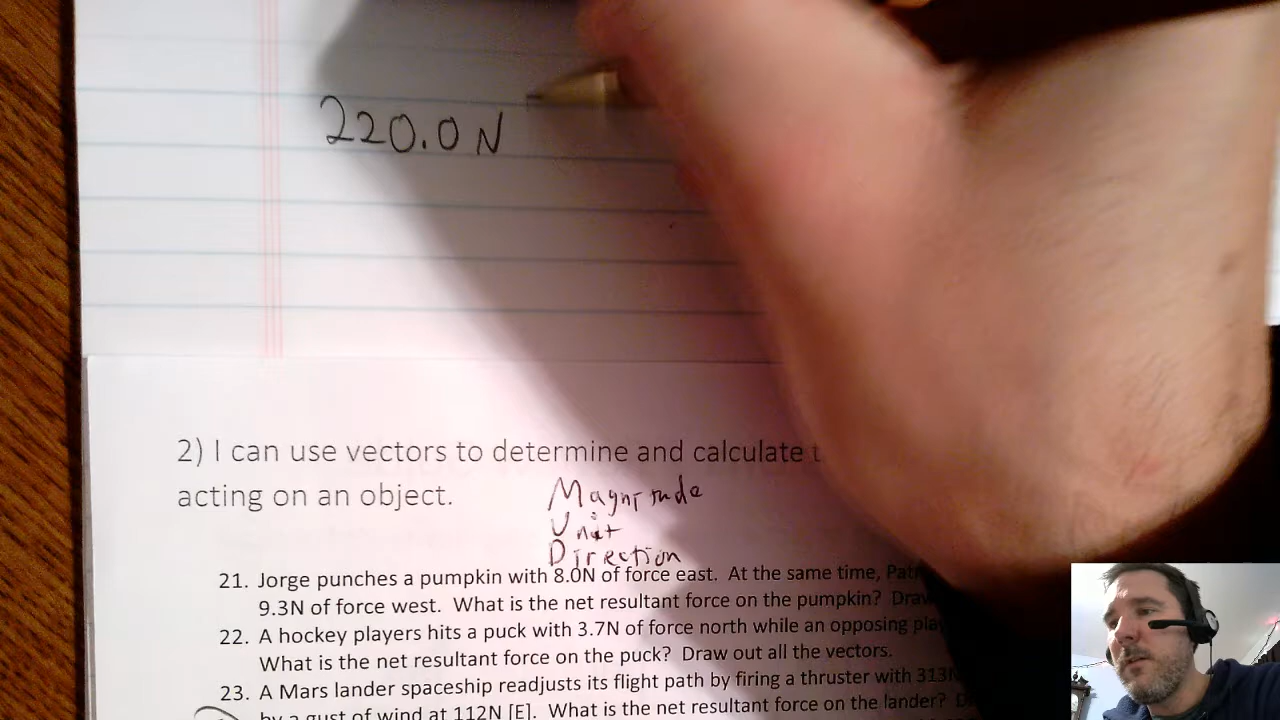 220.0 N
2) I can use vectors to determine and calculate
acting on an object.
Magnitude
Unit
Direction
21. Jorge punches a pumpkin with 8.0N of force east. At the same time,
9.3N of force west. What is the net resultant force on the pumpkin?
22. A hockey players hits a puck with 3.7N of force north while an opposing
What is the net resultant force on the puck? Draw out all the vectors.
23. A Mars lander spaceship readjusts its flight path by firing a thruster with 313N
by a gust of wind at 112N [E]. What is the net resultant force on the lander?